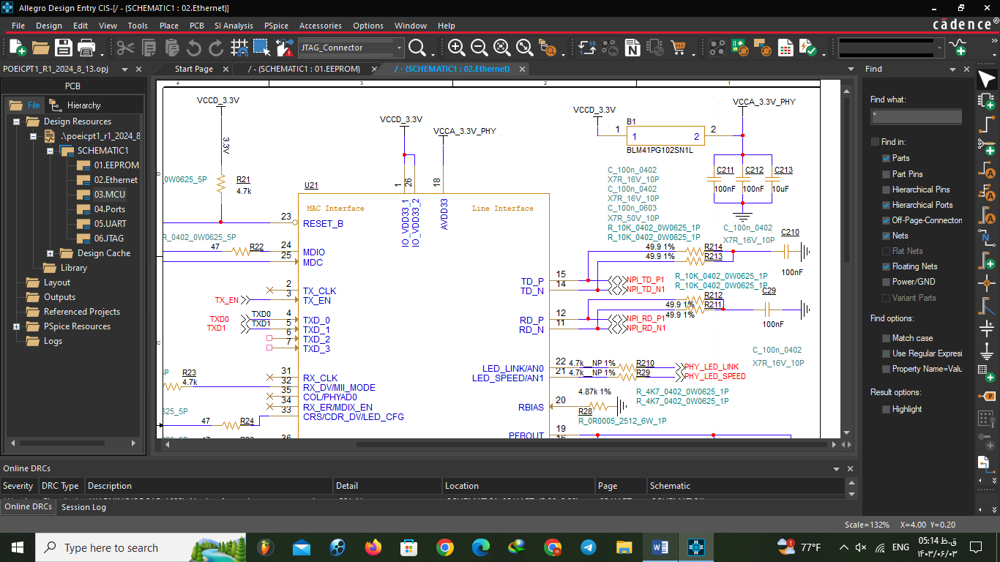 Allegro Design Entry CIS-[/ - (SCHEMATIC1 : 02.Ethernet)]
File Design Edit View Tools Place PCB SI Analysis PSpice Accessories Options Window Help
cādence®
JTAG_Connector
POEICPT1_R1_2024_8_13.opj
Start Page
/ - (SCHEMATIC1 : 01.EEPROM)
/ - (SCHEMATIC1 : 02.Ethernet)
PCB
File
Hierarchy
Design Resources
.\poeicpt1_r1_2024_8
SCHEMATIC1
01.EEPROM
02.Ethernet
03.MCU
04.Ports
05.UART
06.JTAG
Design Cache
Library
Layout
Outputs
Referenced Projects
PSpice Resources
Logs
4 3 2 1
VCCD_3.3V
3.3V
_0W0625_5P
R21
4.7k
VCCD_3.3V
VCCA_3.3V_PHY
U21
1
26
18
MAC Interface
Line Interface
IO_VDD33_1
IO_VDD33_2
AVDD33
23
RESET_B
R_0402_0W0625_5P
47 R22
24
MDIO
25
MDC
2
TX_CLK
TX_EN
3
TX_EN
TXD0 TXD0
4
TXD_0
TXD1 TXD1
5
TXD_1
6
TXD_2
7
TXD_3
31
RX_CLK
R23
4.7k
32
RX_DV/MII_MODE
35
COL/PHYAD0
34
RX_ER/MDIX_EN
33
CRS/CDR_DV/LED_CFG
47 R24
VCCD_3.3V
B1
1
1 2
2
BLM41PG102SN1L
VCCA_3.3V_PHY
C211 C212 C213
100nF 100nF 10uF
C_100n_0402
X7R_16V_10P
C_100n_0402
X7R_16V_10P
C_100n_0603
X7R_50V_10P
R_10K_0402_0W0625_1P
R_10K_0402_0W0625_1P
C_100n_0402
X7R_16V_10P
C210
100nF
49.9 1% R214
49.9 1% R213
TD_P 15 NPI_TD_P1
TD_N 14 NPI_TD_N1
R_10K_0402_0W0625_1P
R_10K_0402_0W0625_1P
R212
49.9 1% R211
49.9 1%
C29
100nF
RD_P 12 NPI_RD_P1
RD_N 11 NPI_RD_N1
C_100n_0402
X7R_16V_10P
LED_LINK/AN0 22 4.7k__NP 1% R210 PHY_LED_LINK
LED_SPEED/AN1 21 4.7k__NP 1% R29 PHY_LED_SPEED
R_4K7_0402_0W0625_1P
R_4K7_0402_0W0625_1P
RBIAS 20 4.87k 1%
R28
R_0R0005_2512_6W_1P
PFBOUT 19
Find
Find what:
*
Find in:
Parts
Part Pins
Hierarchical Pins
Hierarchical Ports
Off-Page-Connectors
Nets
Flat Nets
Floating Nets
Power/GND
Variant Parts
Find options:
Match case
Use Regular Expressi
Property Name=Valu
Result options:
Highlight
Online DRCs
Severity DRC Type Description Detail Location Page Schematic
Online DRCs Session Log
Scale=132% X=4.00 Y=0.20
Type here to search
77°F
ENG
05:14 ق.ظ
۱۴۰۳/۰۶/۰۳